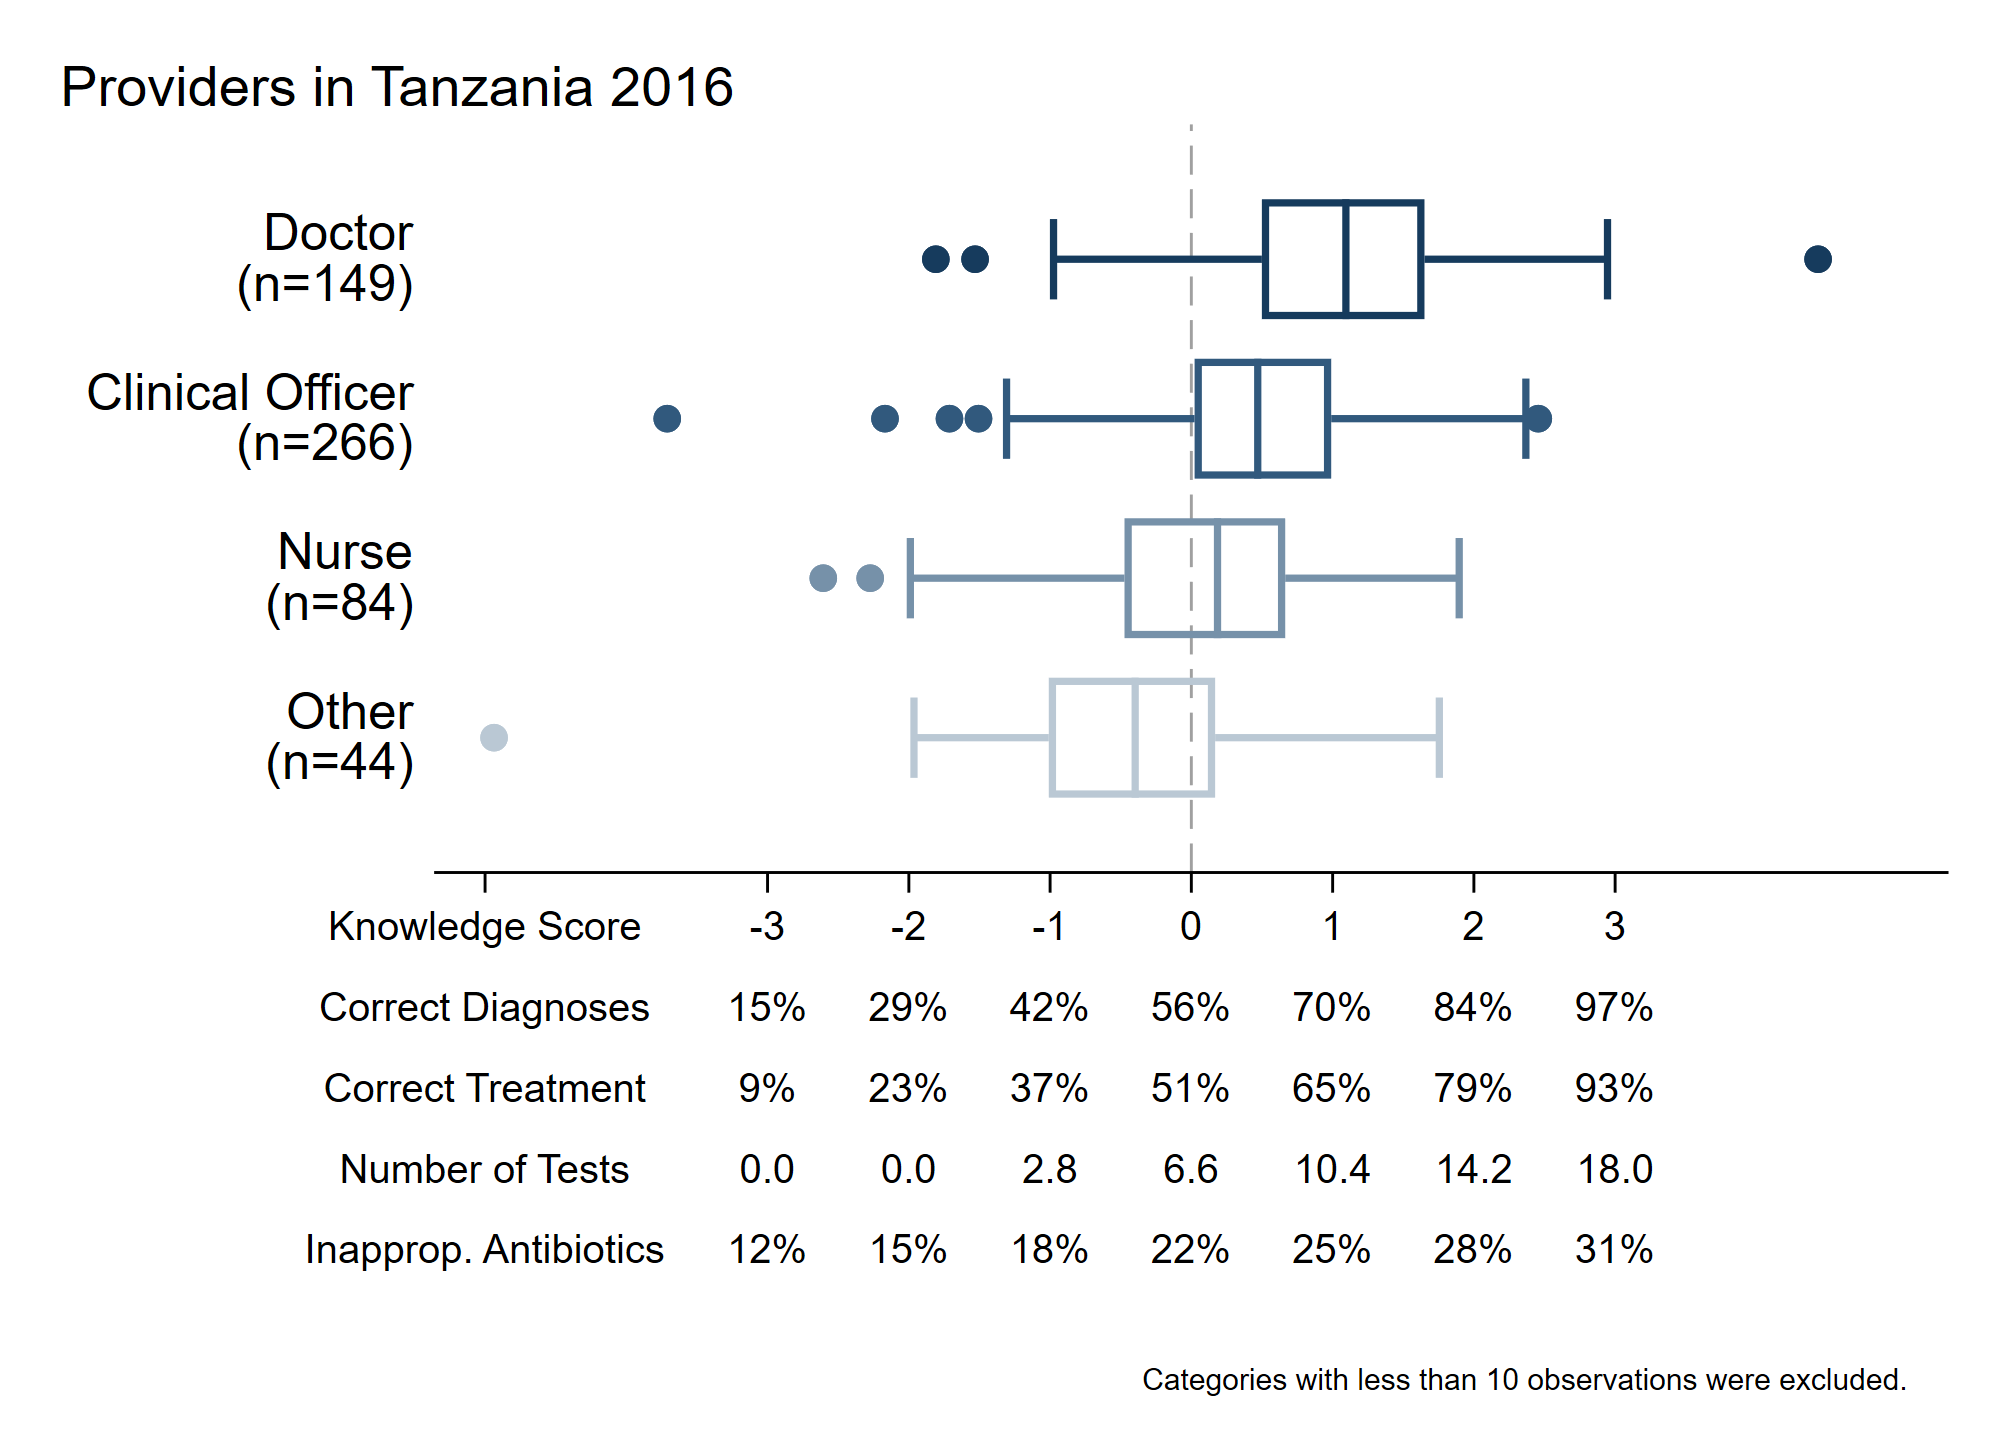 Providers in Tanzania 2016
Doctor
(n=149)
Clinical Officer
(n=266)
Nurse
(n=84)
Other
(n=44)
Knowledge Score -3 -2 -1 0 1 2 3
Correct Diagnoses 15% 29% 42% 56% 70% 84% 97%
Correct Treatment 9% 23% 37% 51% 65% 79% 93%
Number of Tests 0.0 0.0 2.8 6.6 10.4 14.2 18.0
Inapprop. Antibiotics 12% 15% 18% 22% 25% 28% 31%
Categories with less than 10 observations were excluded.